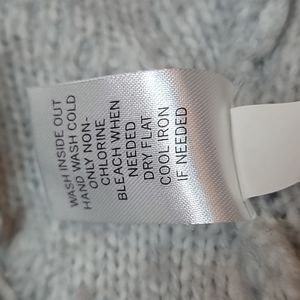 WASH INSIDE OUT
HAND WASH COLD
ONLY NON-
CHLORINE
BLEACH WHEN
NEEDED
DRY FLAT
COOL IRON
IF NEEDED